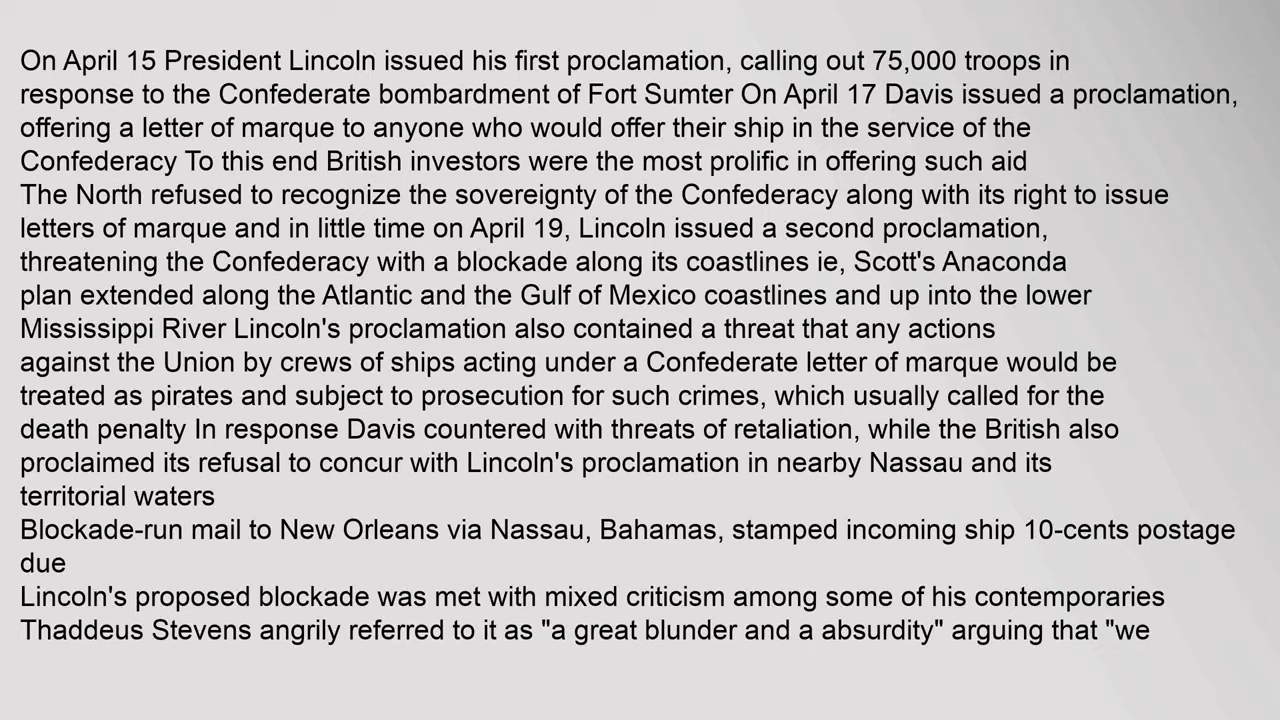 On April 15 President Lincoln issued his first proclamation, calling out 75,000 troops in
response to the Confederate bombardment of Fort Sumter On April 17 Davis issued a proclamation,
offering a letter of marque to anyone who would offer their ship in the service of the
Confederacy To this end British investors were the most prolific in offering such aid
The North refused to recognize the sovereignty of the Confederacy along with its right to issue
letters of marque and in little time on April 19, Lincoln issued a second proclamation,
threatening the Confederacy with a blockade along its coastlines ie, Scott's Anaconda
plan extended along the Atlantic and the Gulf of Mexico coastlines and up into the lower
Mississippi River Lincoln's proclamation also contained a threat that any actions
against the Union by crews of ships acting under a Confederate letter of marque would be
treated as pirates and subject to prosecution for such crimes, which usually called for the
death penalty In response Davis countered with threats of retaliation, while the British also
proclaimed its refusal to concur with Lincoln's proclamation in nearby Nassau and its
territorial waters
Blockade-run mail to New Orleans via Nassau, Bahamas, stamped incoming ship 10-cents postage
due
Lincoln's proposed blockade was met with mixed criticism among some of his contemporaries
Thaddeus Stevens angrily referred to it as "a great blunder and a absurdity" arguing that "we